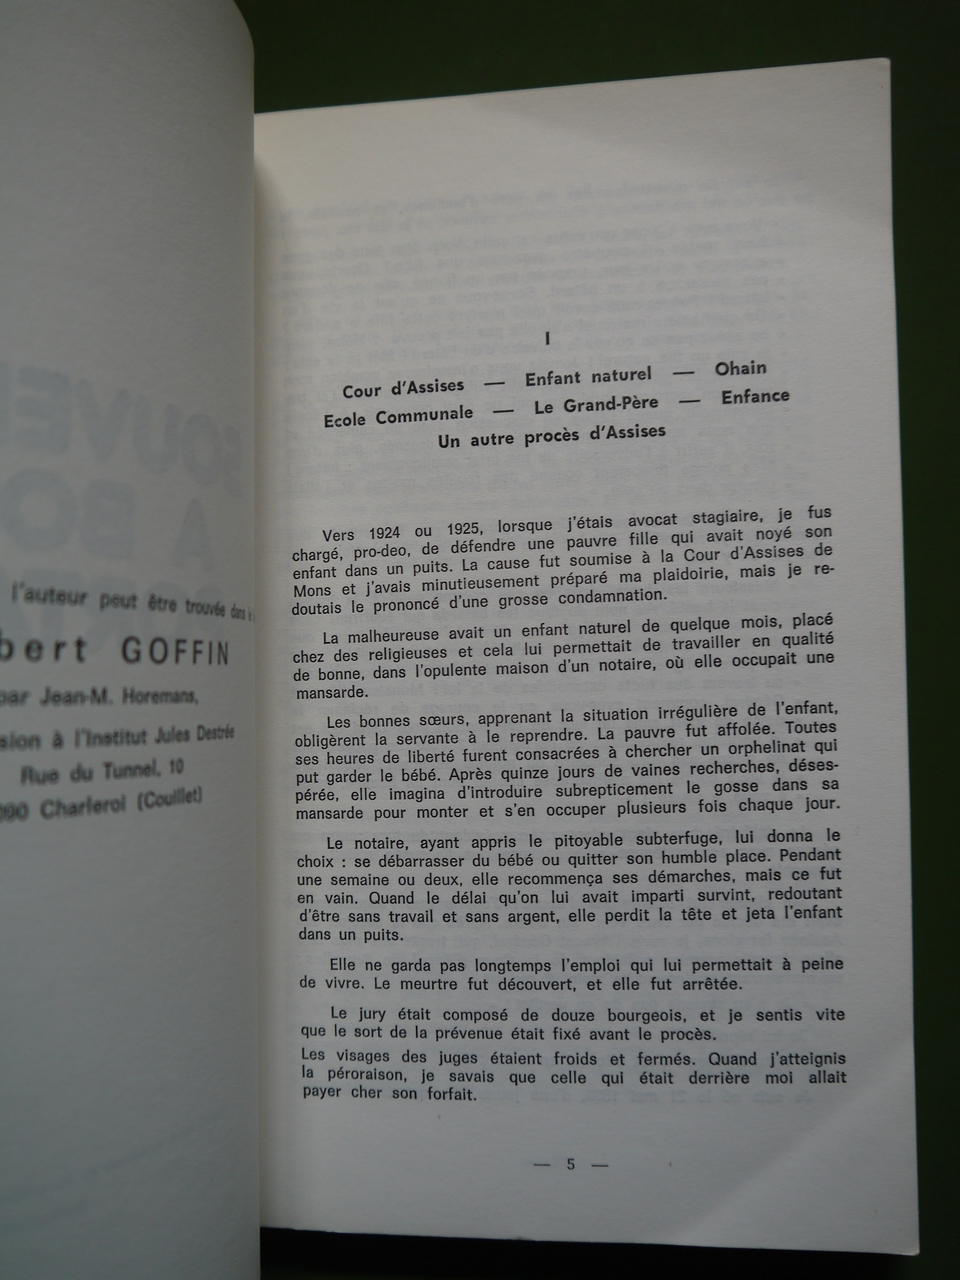 l'auteur peut être trouvée dans
bert GOFFIN
par Jean-M. Horemans,
sion à l'Institut Jules Destrée
Rue du Tunnel, 10
090 Charleroi (Couillet)
I
Cour d'Assises — Enfant naturel — Ohain
Ecole Communale — Le Grand-Père — Enfance
Un autre procès d'Assises
Vers 1924 ou 1925, lorsque j'étais avocat stagiaire, je fus
chargé, pro-deo, de défendre une pauvre fille qui avait noyé son
enfant dans un puits. La cause fut soumise à la Cour d'Assises de
Mons et j'avais minutieusement préparé ma plaidoirie, mais je re-
doutais le prononcé d'une grosse condamnation.
La malheureuse avait un enfant naturel de quelque mois, placé
chez des religieuses et cela lui permettait de travailler en qualité
de bonne, dans l'opulente maison d'un notaire, où elle occupait une
mansarde.
Les bonnes sœurs, apprenant la situation irrégulière de l'enfant,
obligèrent la servante à le reprendre. La pauvre fut affolée. Toutes
ses heures de liberté furent consacrées à chercher un orphelinat qui
put garder le bébé. Après quinze jours de vaines recherches, déses-
pérée, elle imagina d'introduire subrepticement le gosse dans sa
mansarde pour monter et s'en occuper plusieurs fois chaque jour.
Le notaire, ayant appris le pitoyable subterfuge, lui donna le
choix : se débarrasser du bébé ou quitter son humble place. Pendant
une semaine ou deux, elle recommença ses démarches, mais ce fut
en vain. Quand le délai qu'on lui avait imparti survint, redoutant
d'être sans travail et sans argent, elle perdit la tête et jeta l'enfant
dans un puits.
Elle ne garda pas longtemps l'emploi qui lui permettait à peine
de vivre. Le meurtre fut découvert, et elle fut arrêtée.
Le jury était composé de douze bourgeois, et je sentis vite
que le sort de la prévenue était fixé avant le procès.
Les visages des juges étaient froids et fermés. Quand j'atteignis
la péroraison, je savais que celle qui était derrière moi allait
payer cher son forfait.
— 5 —